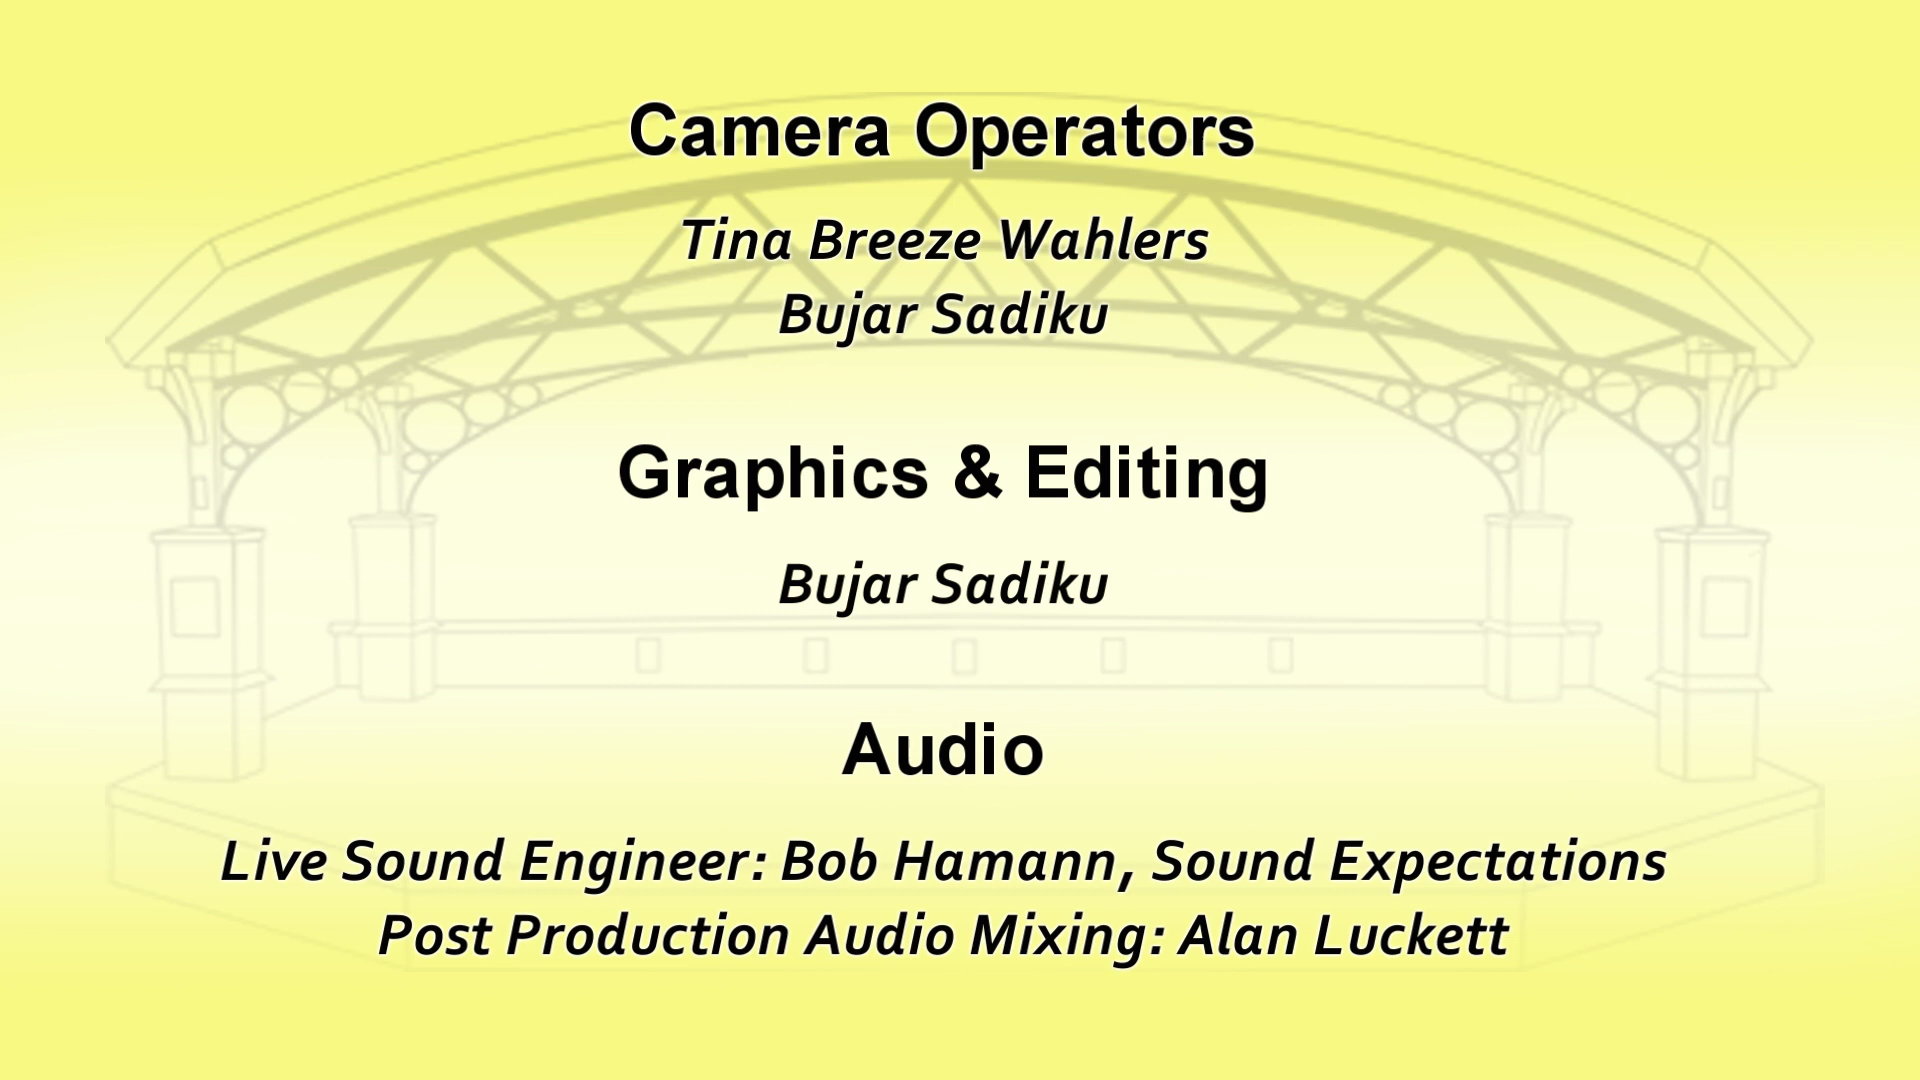 Camera Operators
Tina Breeze Wahlers
Bujar Sadiku
Graphics & Editing
Bujar Sadiku
Audio
Live Sound Engineer: Bob Hamann, Sound Expectations
Post Production Audio Mixing: Alan Luckett